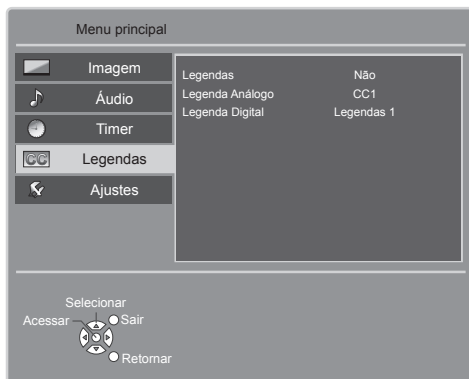 Menu principal
Imagem
Áudio
Timer
CC Legendas
Ajustes
Legendas Não
Legenda Análogo CC1
Legenda Digital Legendas 1
Selecionar
Acessar Sair
Retornar